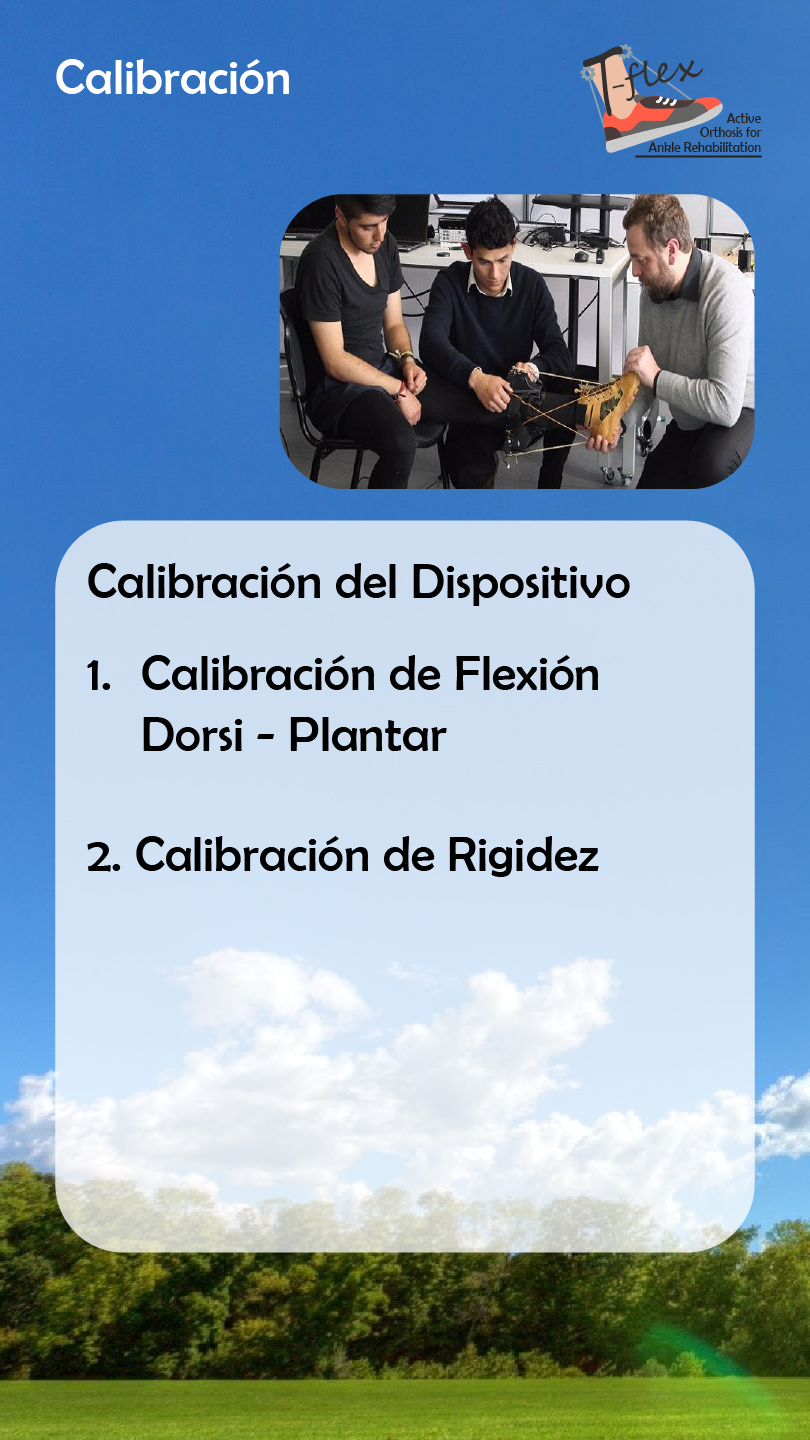 Calibración
T-flex
Active
Orthosis for
Ankle Rehabilitation
Calibración del Dispositivo
1. Calibración de Flexión
Dorsi - Plantar
2. Calibración de Rigidez